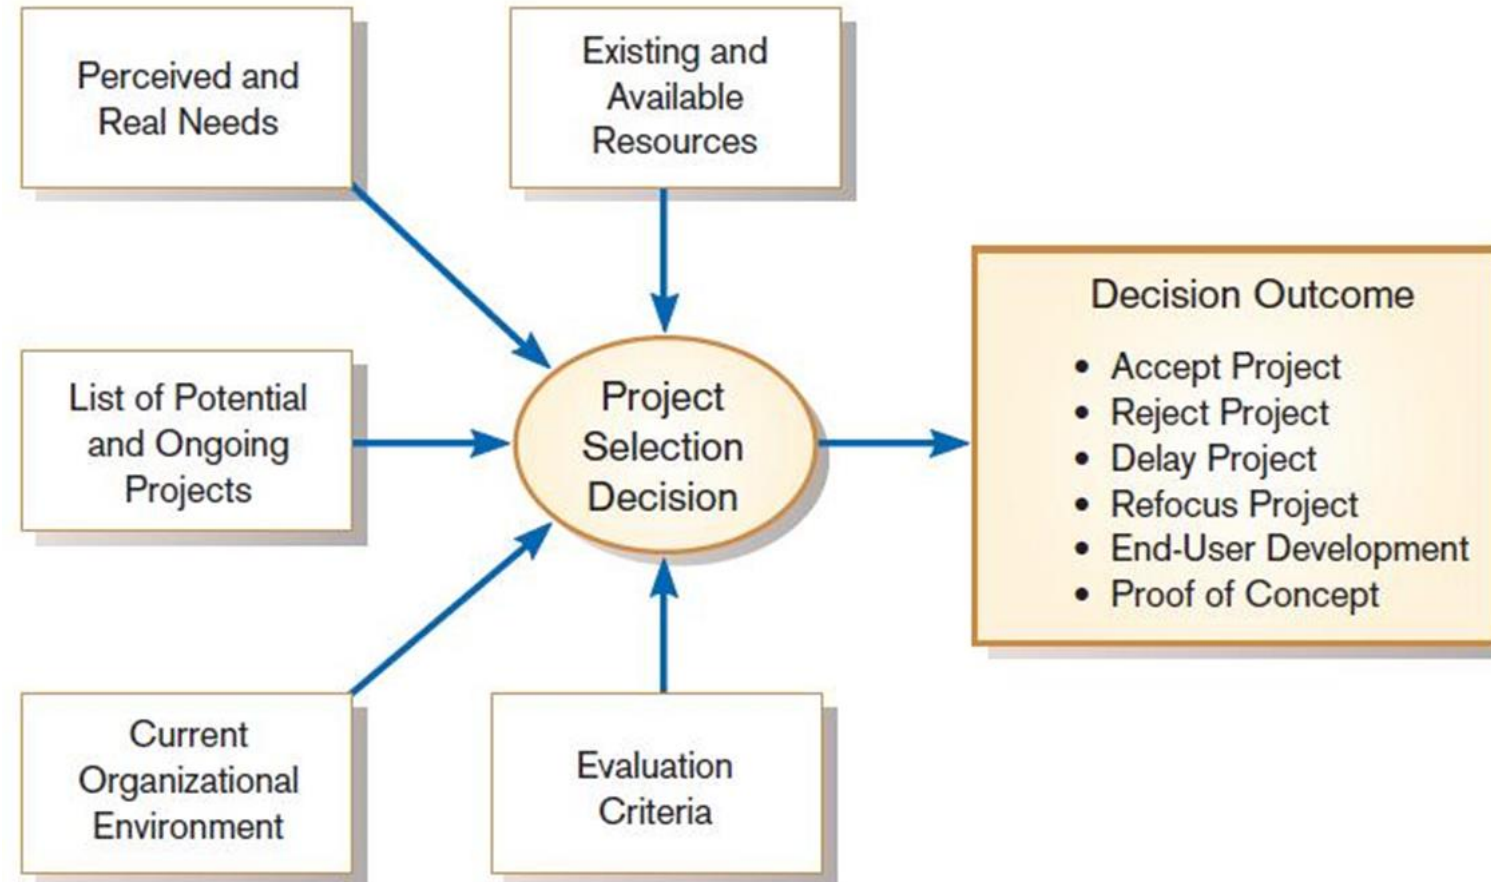 Perceived and
Real Needs
Existing and
Available
Resources
List of Potential
and Ongoing
Projects
Project
Selection
Decision
Decision Outcome
• Accept Project
• Reject Project
• Delay Project
• Refocus Project
• End-User Development
• Proof of Concept
Current
Organizational
Environment
Evaluation
Criteria